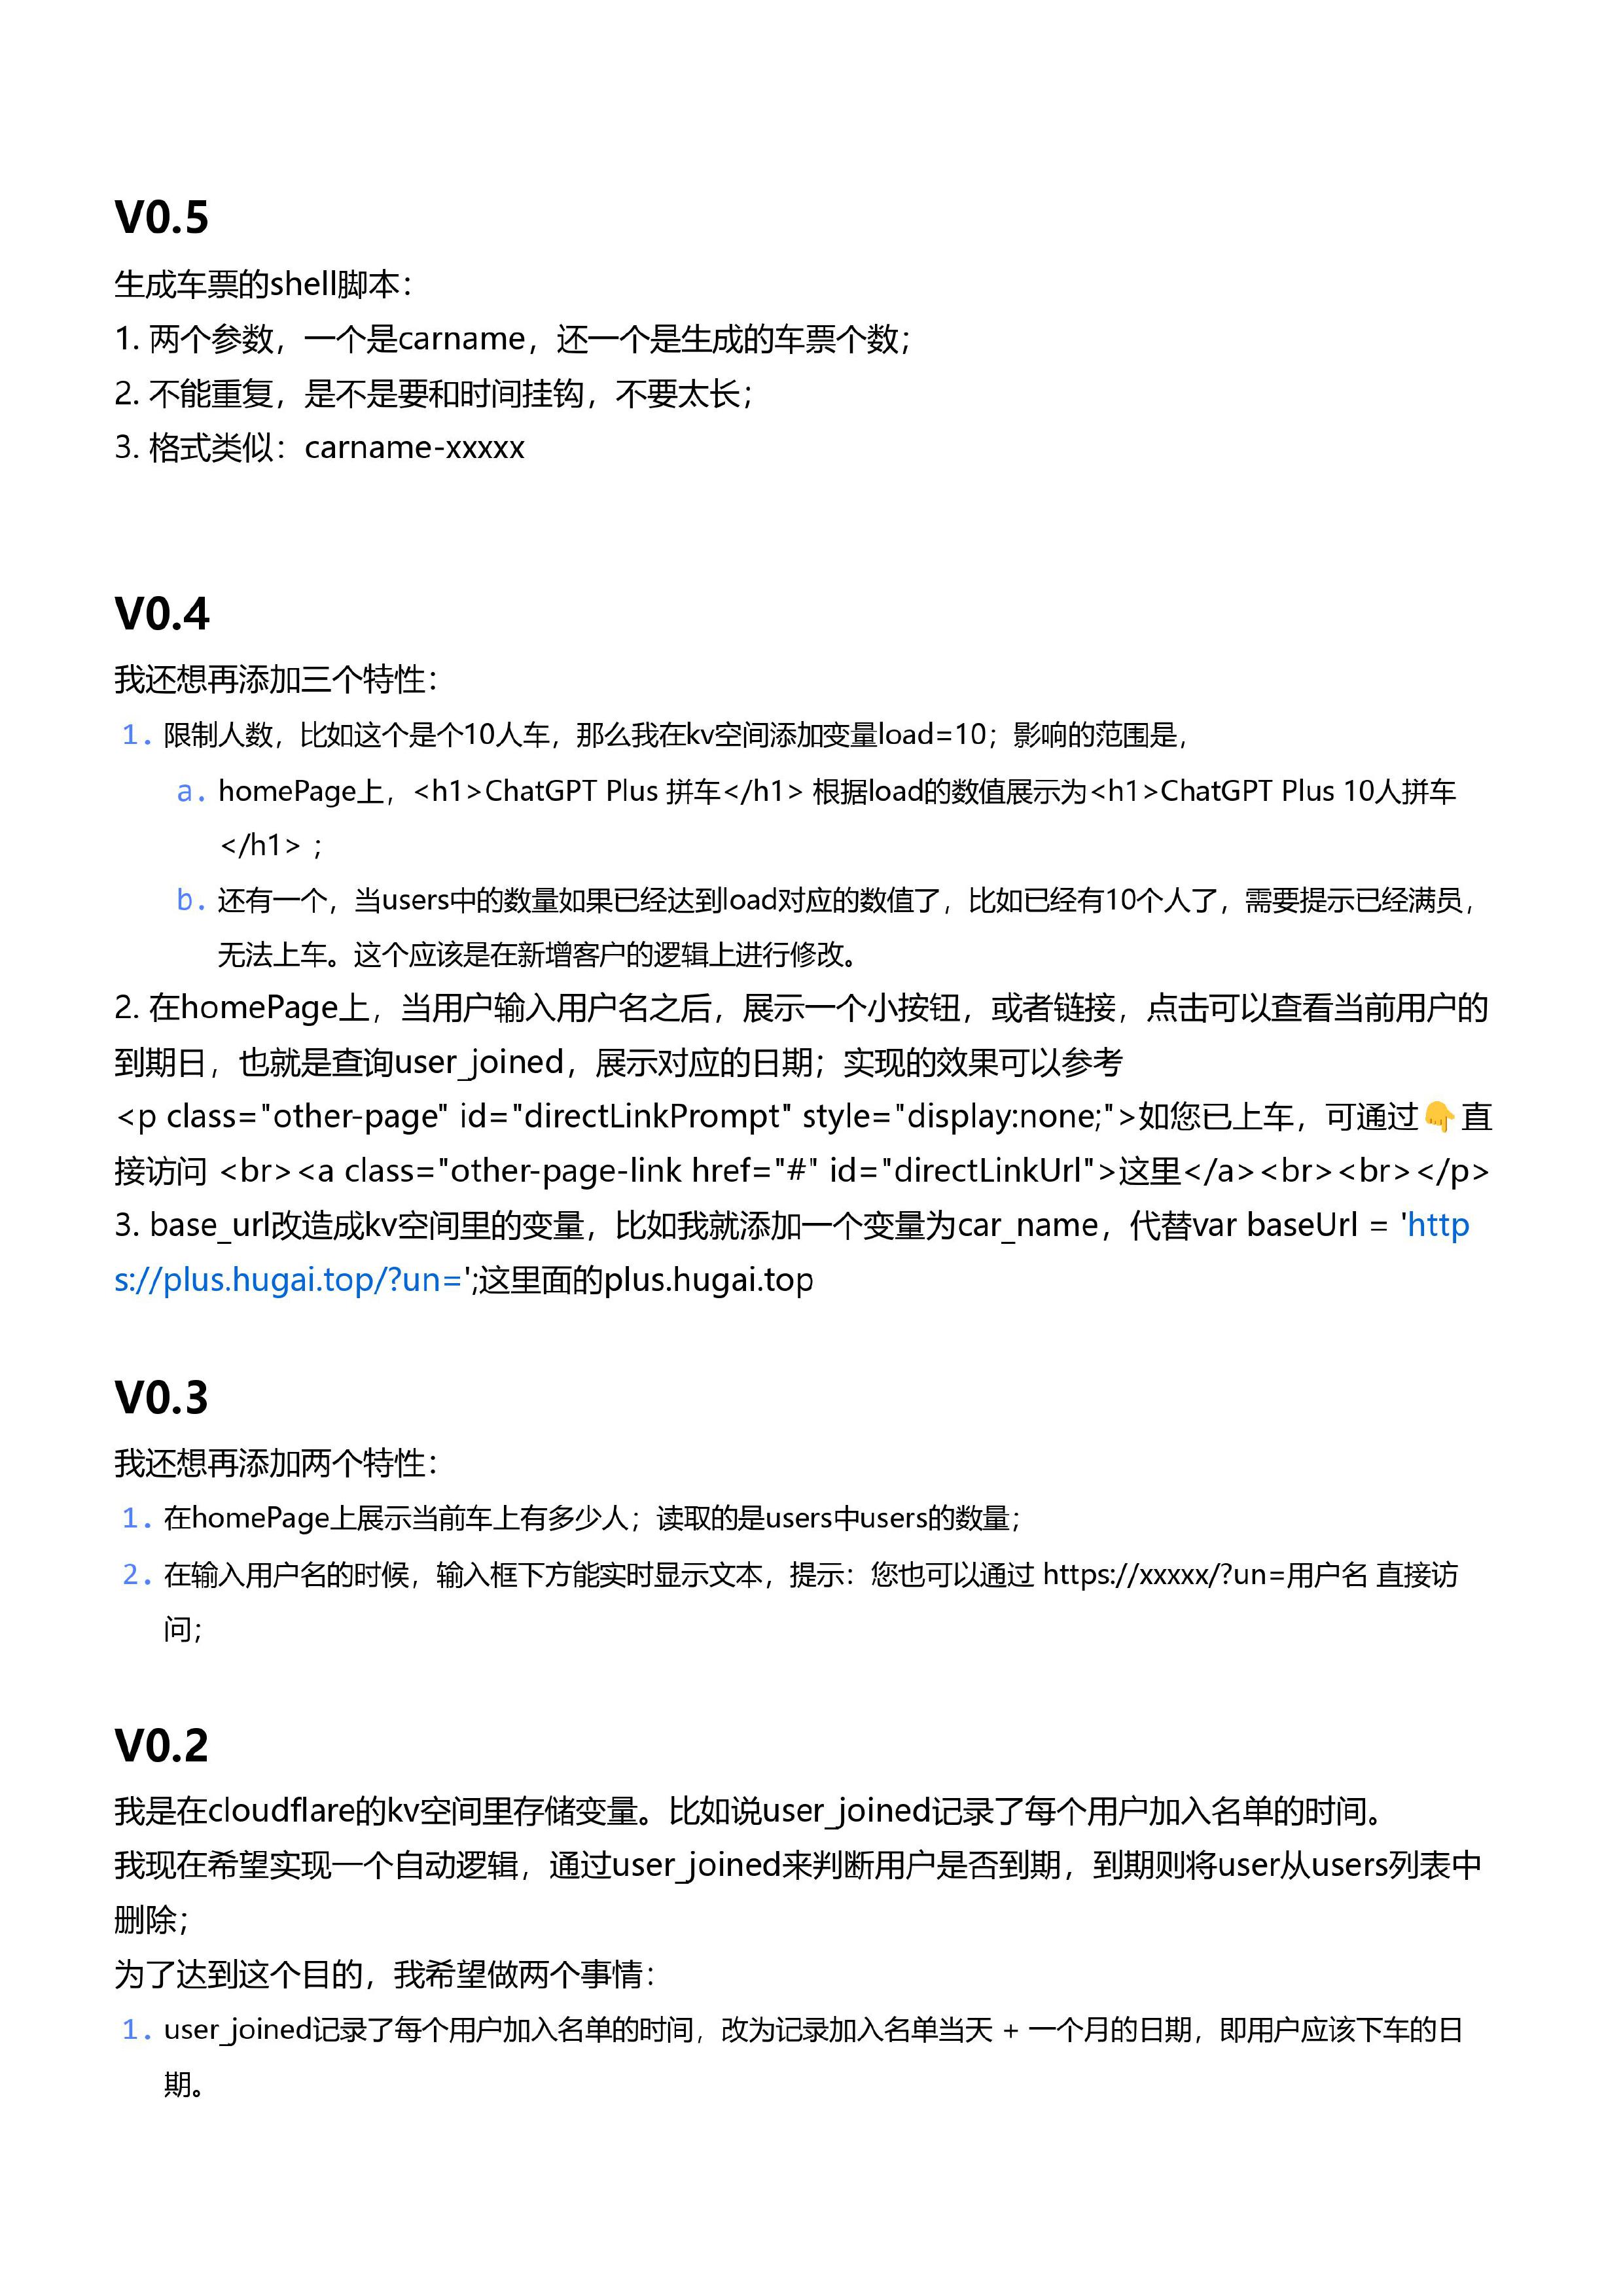 V0.5
生成车票的shell脚本：
1. 两个参数，一个是carname，还一个是生成的车票个数；
2. 不能重复，是不是要和时间挂钩，不要太长；
3. 格式类似：carname-xxxxx
V0.4
我还想再添加三个特性：
1. 限制人数，比如这个是个10人车，那么我在kv空间添加变量load=10；影响的范围是，
a. homePage上，<h1>ChatGPT Plus 拼车</h1> 根据load的数值展示为<h1>ChatGPT Plus 10人拼车
</h1> ；
b. 还有一个，当users中的数量如果已经达到load对应的数值了，比如已经有10个人了，需要提示已经满员，
无法上车。这个应该是在新增客户的逻辑上进行修改。
2. 在homePage上，当用户输入用户名之后，展示一个小按钮，或者链接，点击可以查看当前用户的
到期日，也就是查询user_joined，展示对应的日期；实现的效果可以参考
<p class="other-page" id="directLinkPrompt" style="display:none;">如您已上车，可通过👇直
接访问 <br><a class="other-page-link href="#" id="directLinkUrl">这里</a><br><br></p>
3. base_url改造成kv空间里的变量，比如我就添加一个变量为car_name，代替var baseUrl = 'http
s://plus.hugai.top/?un=';这里面的plus.hugai.top
V0.3
我还想再添加两个特性：
1. 在homePage上展示当前车上有多少人；读取的是users中users的数量；
2. 在输入用户名的时候，输入框下方能实时显示文本，提示：您也可以通过 https://xxxxx/?un=用户名 直接访
问；
V0.2
我是在cloudflare的kv空间里存储变量。比如说user_joined记录了每个用户加入名单的时间。
我现在希望实现一个自动逻辑，通过user_joined来判断用户是否到期，到期则将user从users列表中
删除；
为了达到这个目的，我希望做两个事情：
1. user_joined记录了每个用户加入名单的时间，改为记录加入名单当天 + 一个月的日期，即用户应该下车的日
期。